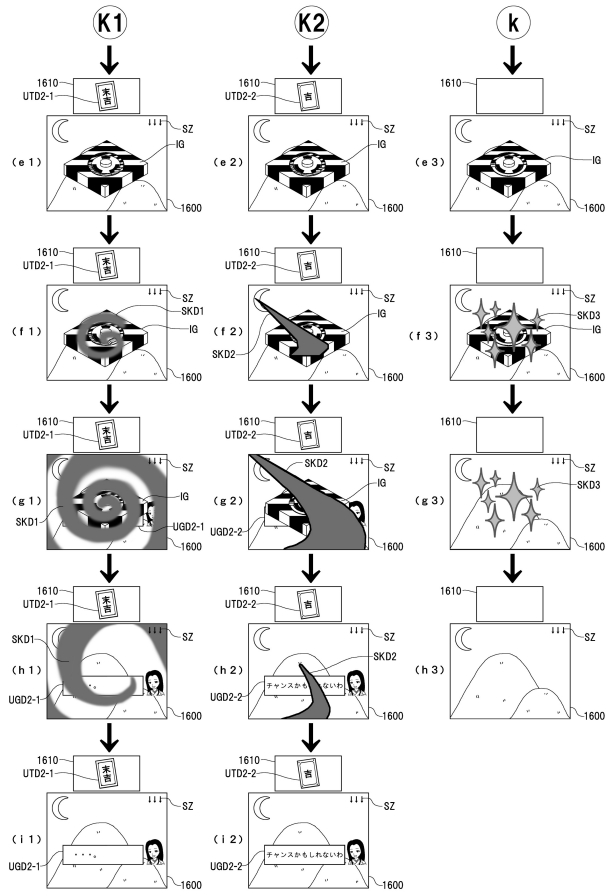 K1 K2 k
1610 1610 1610
UTD2-1 末吉 UTD2-2 吉
SZ SZ SZ
IG IG IG
(e1) (e2) (e3)
1600 1600 1600
1610 1610 1610
UTD2-1 末吉 UTD2-2 吉
SZ SZ SZ
SKD1 IG SKD3
(f1) IG (f2) (f3) IG
SKD2
1600 1600 1600
1610 1610 1610
UTD2-1 末吉 UTD2-2 吉
SZ SKD2 SZ SZ
IG IG SKD3
(g1) (g2) (g3)
SKD1 UGD2-1 UGD2-2
1600 1600 1600
1610 1610 1610
UTD2-1 末吉 UTD2-2 吉
SKD1 SZ SZ SZ
(h1) (h2) SKD2 (h3)
UGD2-1 ・・。 UGD2-2 チャンスかも れないわ
1600 1600 1600
1610 1610
UTD2-1 末吉 UTD2-2 吉
SZ SZ
(i1) (i2)
UGD2-1 ・・・。 UGD2-2 チャンスかもしれないわ
1600 1600